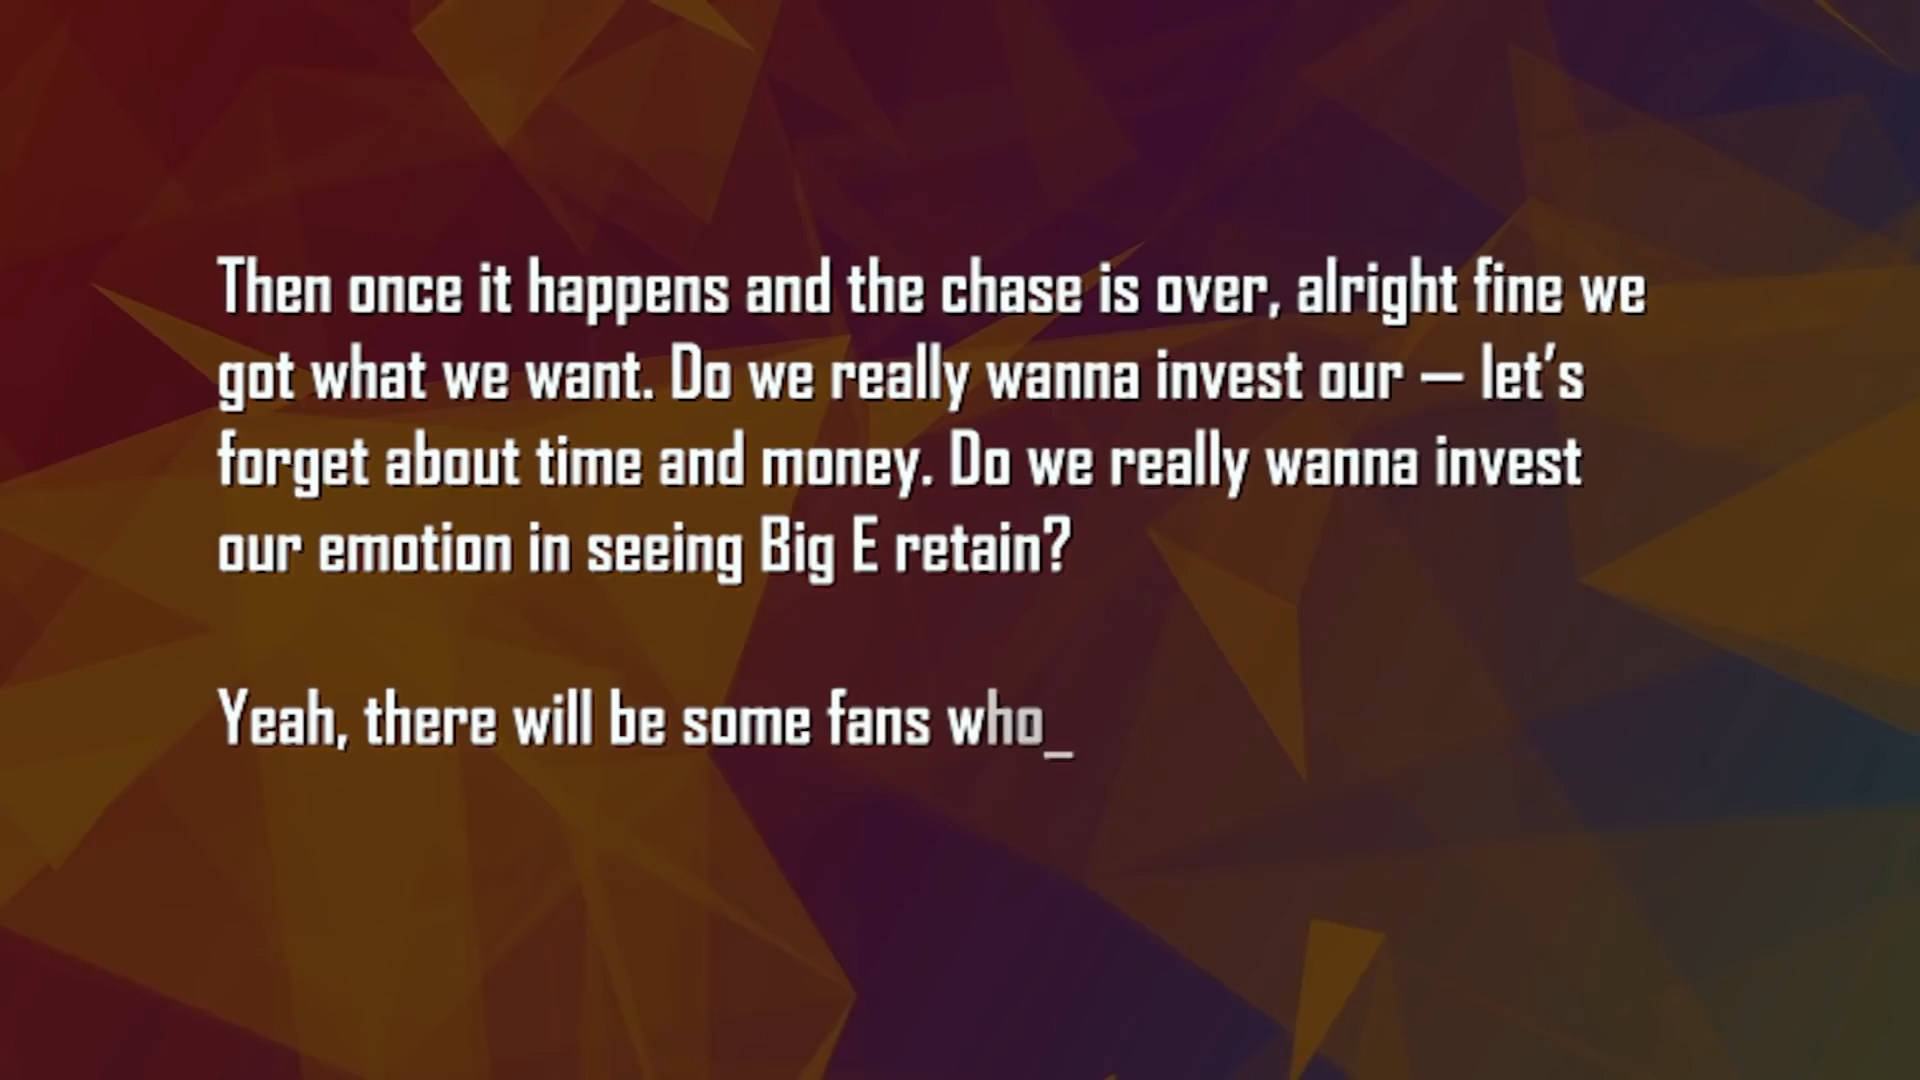 Then once it happens and the chase is over, alright fine we
got what we want. Do we really wanna invest our — let’s
forget about time and money. Do we really wanna invest
our emotion in seeing Big E retain?
Yeah, there will be some fans who_